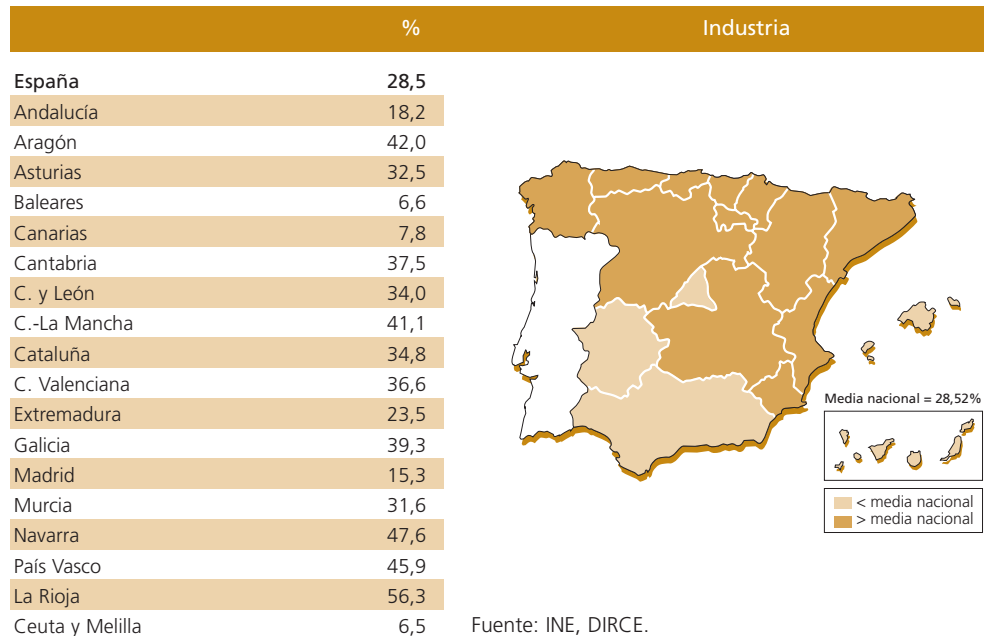 % Industria
España 28,5
Andalucía 18,2
Aragón 42,0
Asturias 32,5
Baleares 6,6
Canarias 7,8
Cantabria 37,5
C. y León 34,0
C.-La Mancha 41,1
Cataluña 34,8
C. Valenciana 36,6
Extremadura 23,5
Galicia 39,3
Madrid 15,3
Murcia 31,6
Navarra 47,6
País Vasco 45,9
La Rioja 56,3
Ceuta y Melilla 6,5
Media nacional = 28,52%
< media nacional
> media nacional
Fuente: INE, DIRCE.